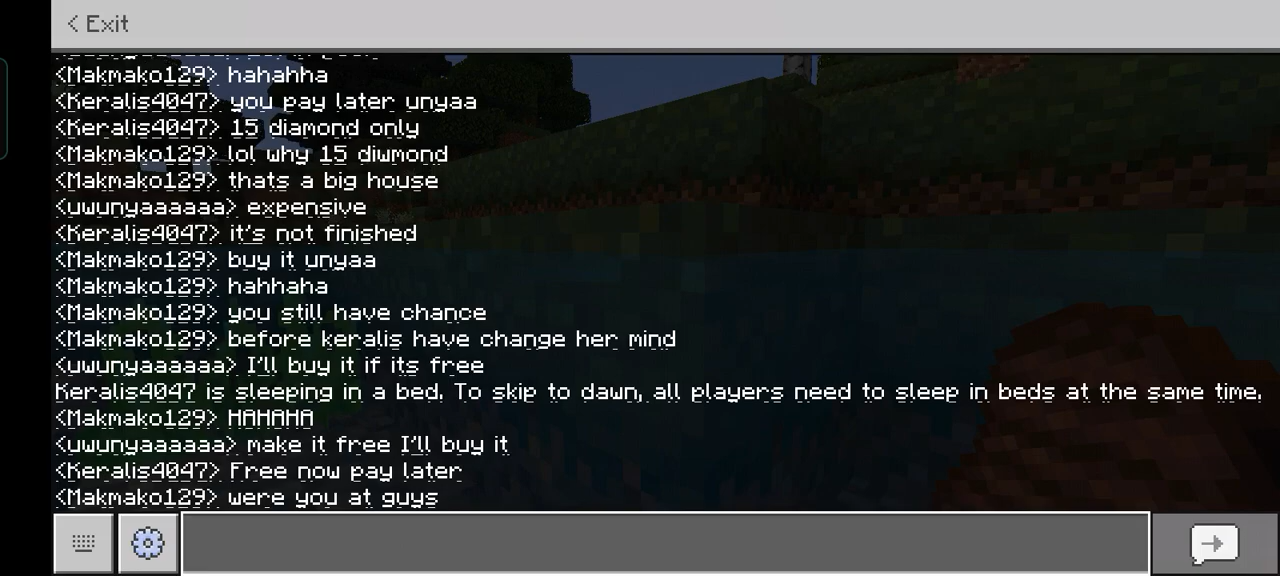 < Exit
<Makmako129> hahahha
<Keralis4047> you pay later unyaa
<Keralis4047> 15 diamond only
<Makmako129> lol why 15 diwmond
<Makmako129> thats a big house
<uwunyaaaaaa> expensive
<Keralis4047> it's not finished
<Makmako129> buy it unyaa
<Makmako129> hahhaha
<Makmako129> you still have chance
<Makmako129> before keralis have change her mind
<uwunyaaaaaa> I'll buy it if its free
Keralis4047 is sleeping in a bed. To skip to dawn, all players need to sleep in beds at the same time.
<Makmako129> HAHAHA
<uwunyaaaaaa> make it free I'll buy it
<Keralis4047> Free now pay later
<Makmako129> were you at guys